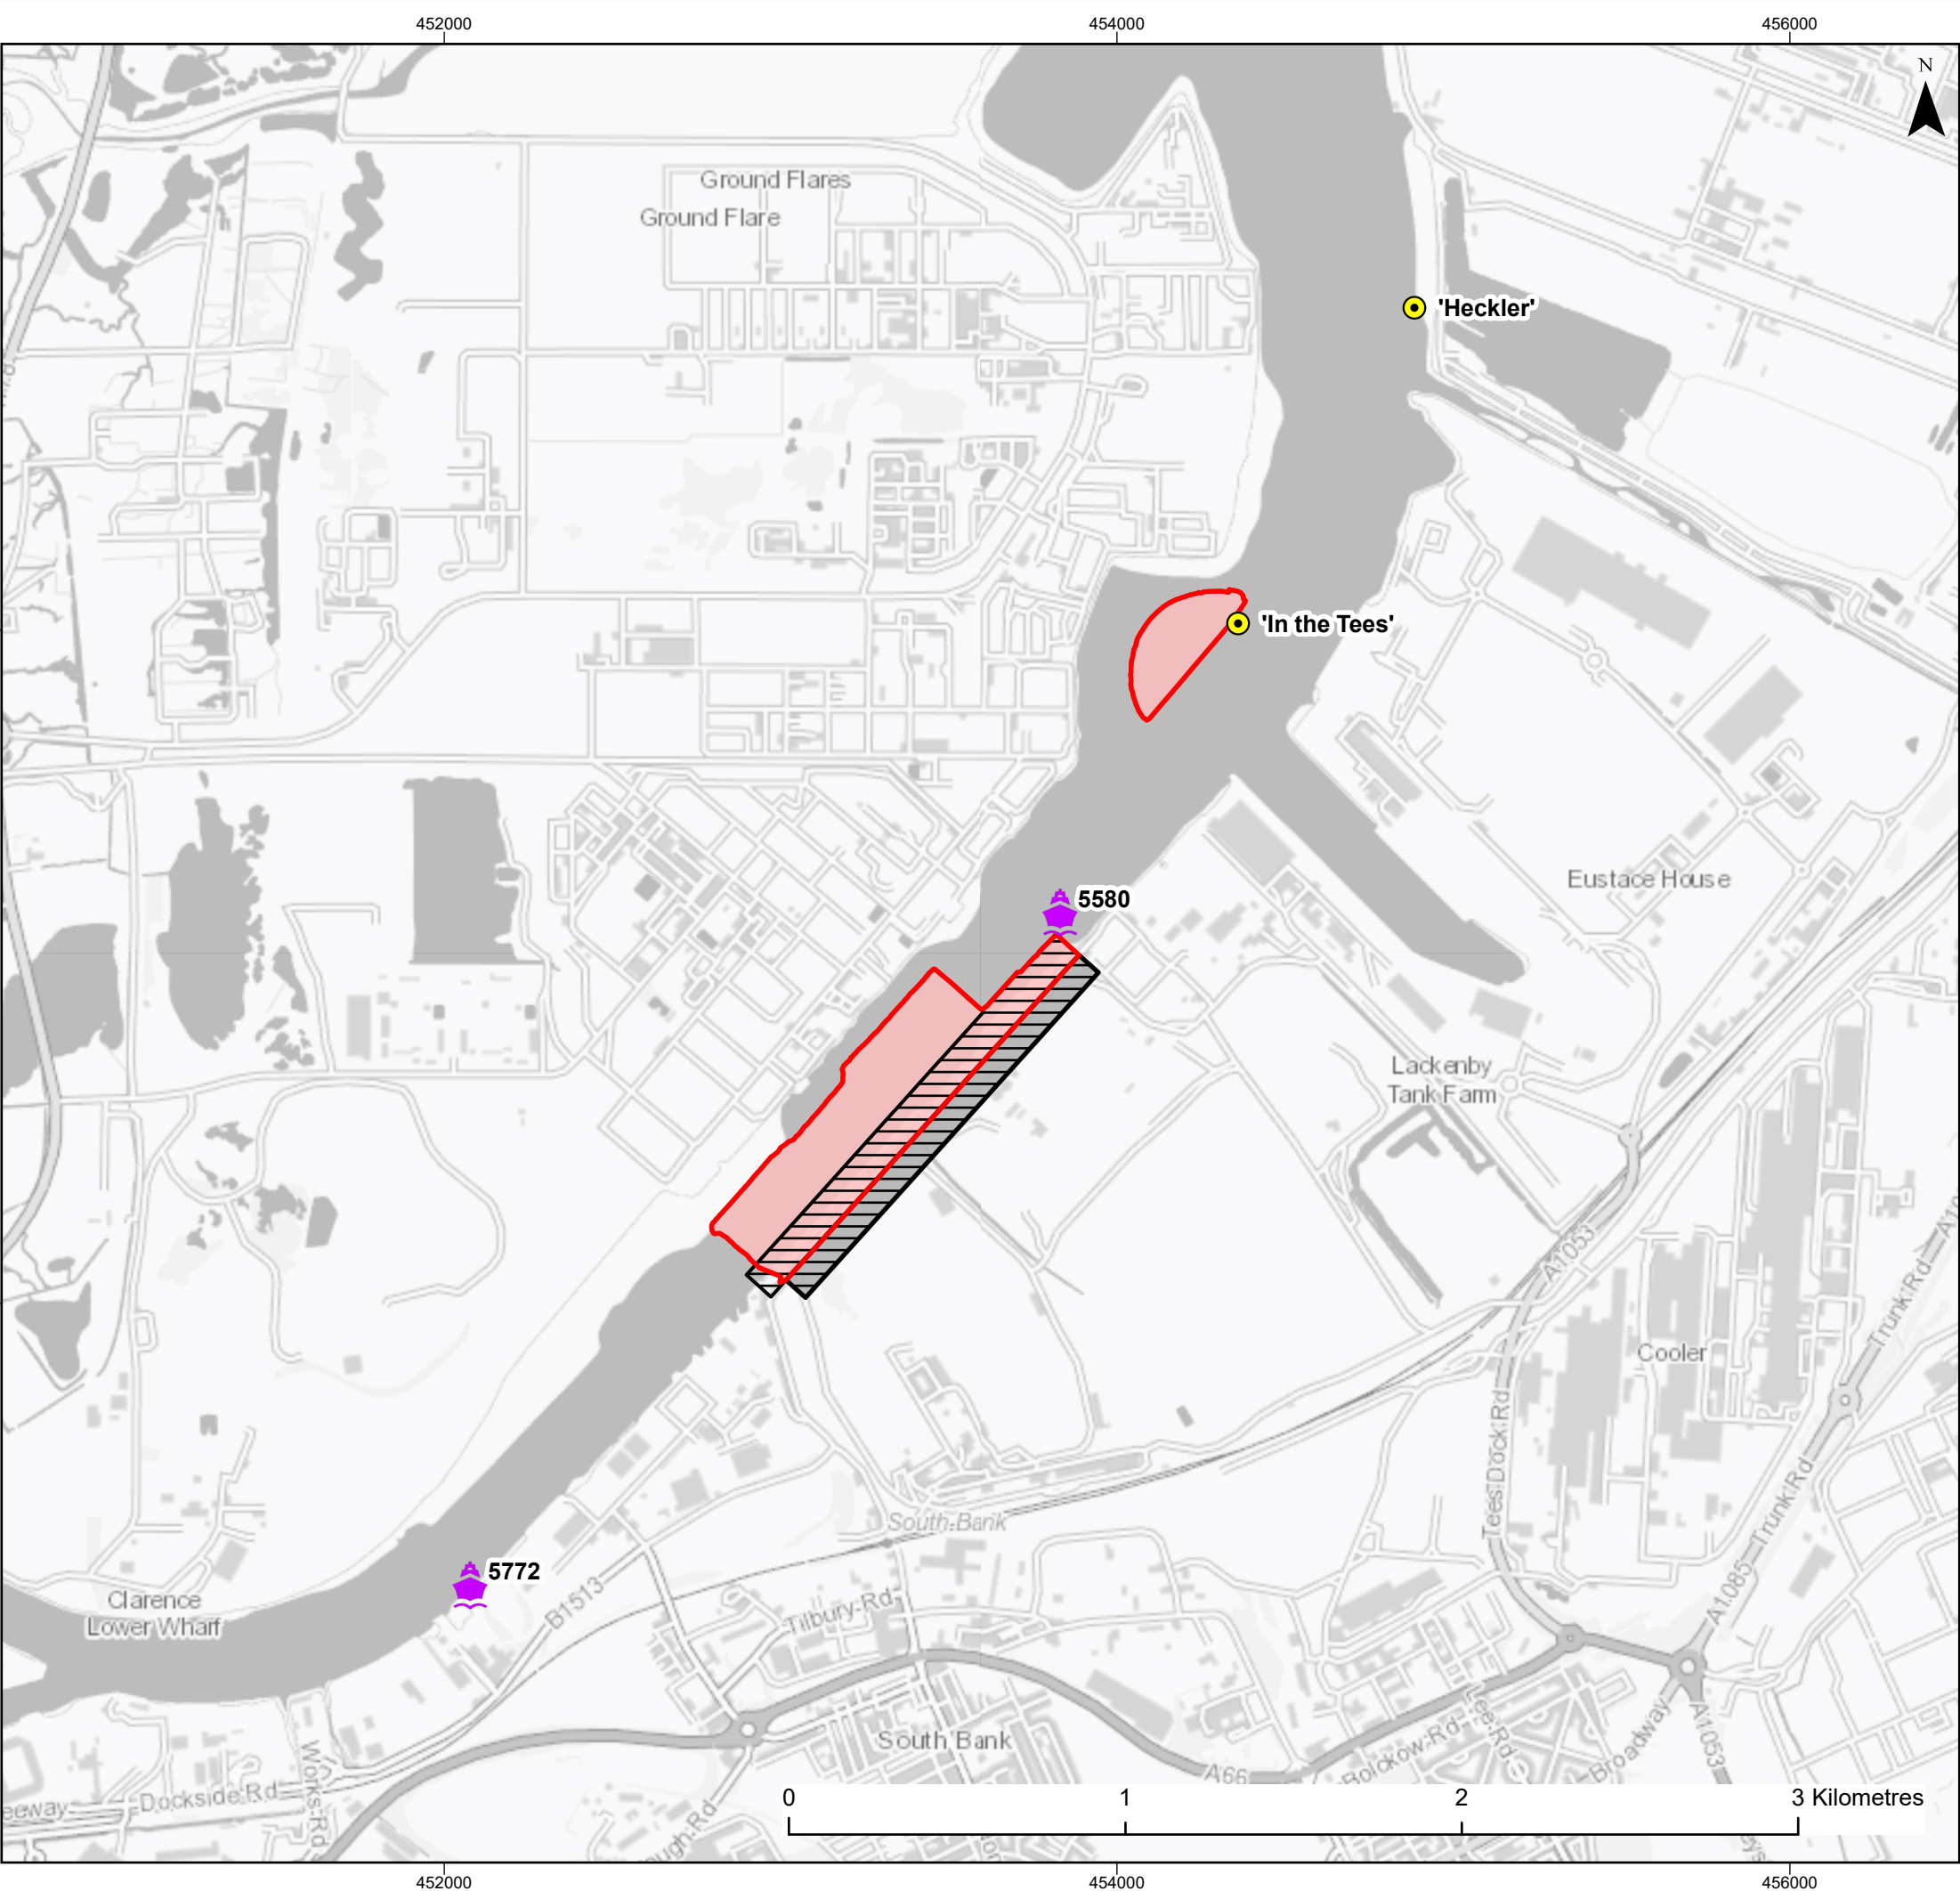 452000
454000
456000
N
Ground Flares
Ground Flare
'Heckler'
'In the Tees'
Eustace House
5580
Lackenby
Tank Farm
A1053
Trunk Rd
Cooler
Tees Dock Rd
South Bank
A1085
Trunk Rd
5772
B1513
Clarence
Lower Wharf
Tilbury Rd
South Bank
Lee Rd
Bolckow Rd
Broadway
A1053
A66
Works Rd
Dockside Rd
eeway
ough Rd
0
1
2
3 Kilometres
452000
454000
456000